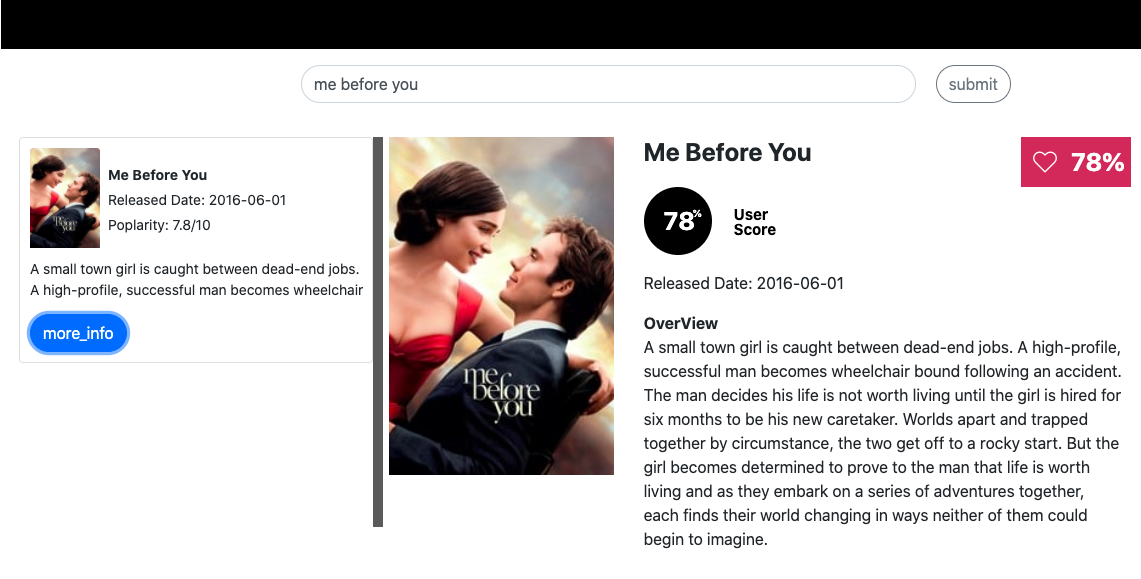 me before you
submit
me
before
you
Me Before You
Released Date: 2016-06-01
Poplarity: 7.8/10
A small town girl is caught between dead-end jobs.
A high-profile, successful man becomes wheelchair
more_info
me
before
you
Me Before You
78%
78%
User
Score
Released Date: 2016-06-01
OverView
A small town girl is caught between dead-end jobs. A high-profile,
successful man becomes wheelchair bound following an accident.
The man decides his life is not worth living until the girl is hired for
six months to be his new caretaker. Worlds apart and trapped
together by circumstance, the two get off to a rocky start. But the
girl becomes determined to prove to the man that life is worth
living and as they embark on a series of adventures together,
each finds their world changing in ways neither of them could
begin to imagine.